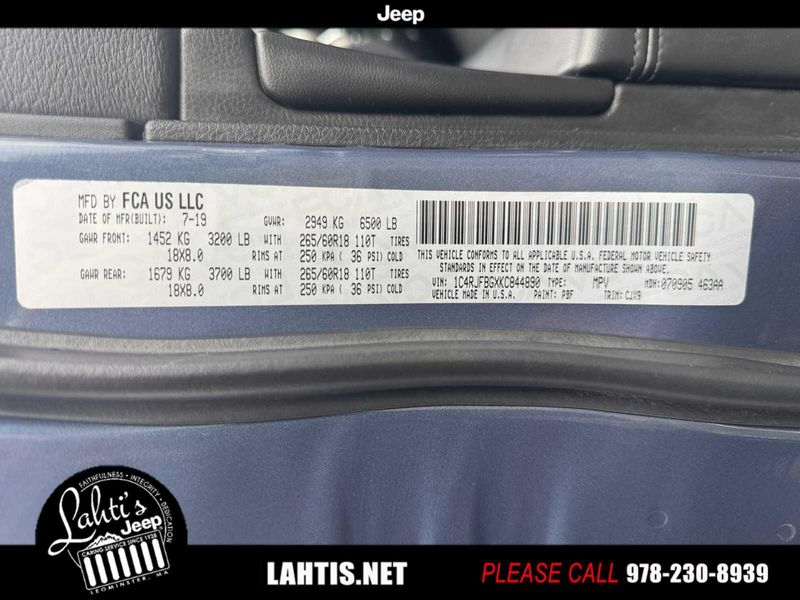 Jeep
MFD BY FCA US LLC
DATE OF MFR(BUILT): 7-19 GVWR: 2949 KG 6500 LB
GAWR FRONT: 1452 KG 3200 LB WITH 265/60R18 110T TIRES
18X8.0 RIMS AT 250 KPA ( 36 PSI) COLD
GAWR REAR: 1679 KG 3700 LB WITH 265/60R18 110T TIRES
18X8.0 RIMS AT 250 KPA ( 36 PSI) COLD
THIS VEHICLE CONFORMS TO ALL APPLICABLE U.S.A. FEDERAL MOTOR VEHICLE SAFETY
STANDARDS IN EFFECT ON THE DATE OF MANUFACTURE SHOWN ABOVE.
VIN: 1C4RJFBGXKC844890 TYPE: MPV MDH: 070905 463AA
VEHICLE MADE IN U.S.A. PAINT: PBF TRIM: CJX9
FAITHFULNESS · INTEGRITY · DEDICATION
Lahti's
Jeep
CARING SERVICE SINCE 1928
LEOMINSTER, MA
LAHTIS.NET
PLEASE CALL 978-230-8939